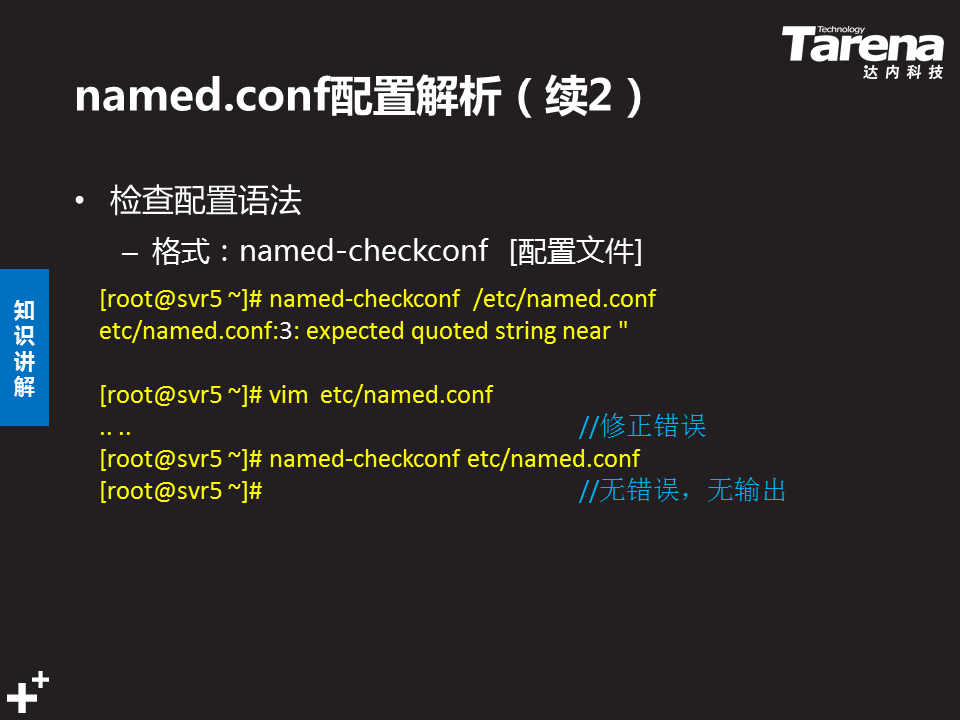 Technology
Tarena
达内科技
named.conf配置解析（续2）
• 检查配置语法
– 格式：named-checkconf [配置文件]
知识讲解
[root@svr5 ~]# named-checkconf /etc/named.conf
etc/named.conf:3: expected quoted string near "
[root@svr5 ~]# vim etc/named.conf
.. .. //修正错误
[root@svr5 ~]# named-checkconf etc/named.conf
[root@svr5 ~]# //无错误，无输出